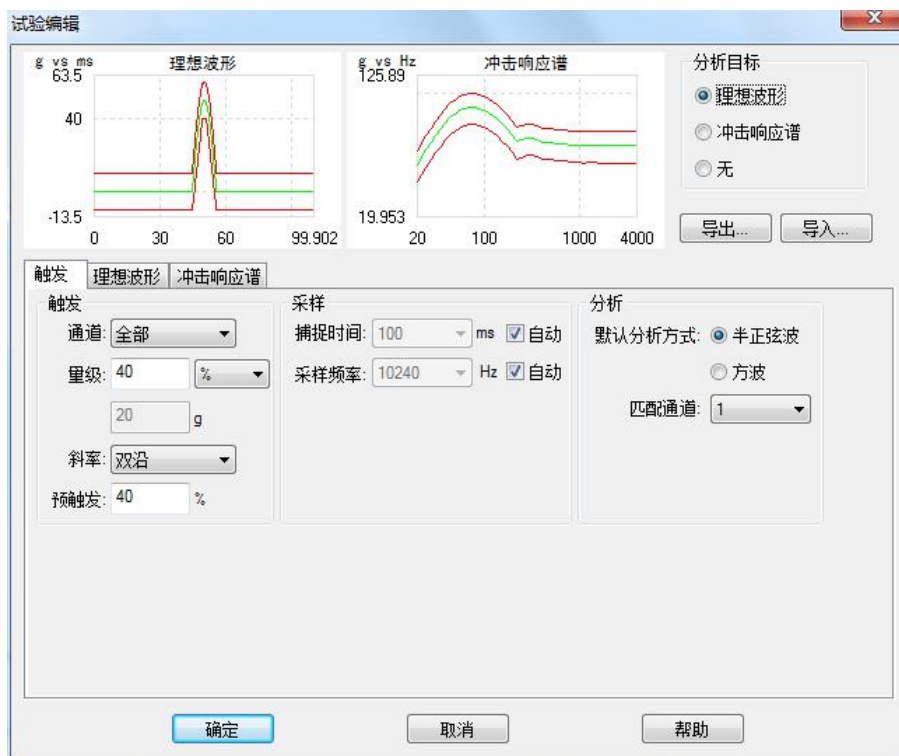 试验编辑
g vs ms 理想波形
63.5
40
-13.5
0 30 60 99.902
g vs Hz 冲击响应谱
125.89
19.953
20 100 1000 4000
分析目标
理想波形
冲击响应谱
无
导出... 导入...
触发 理想波形 冲击响应谱
触发
通道: 全部
量级: 40 %
20 g
斜率: 双沿
预触发: 40 %
采样
捕捉时间: 100 ms 自动
采样频率: 10240 Hz 自动
分析
默认分析方式: 半正弦波
方波
匹配通道: 1
确定 取消 帮助